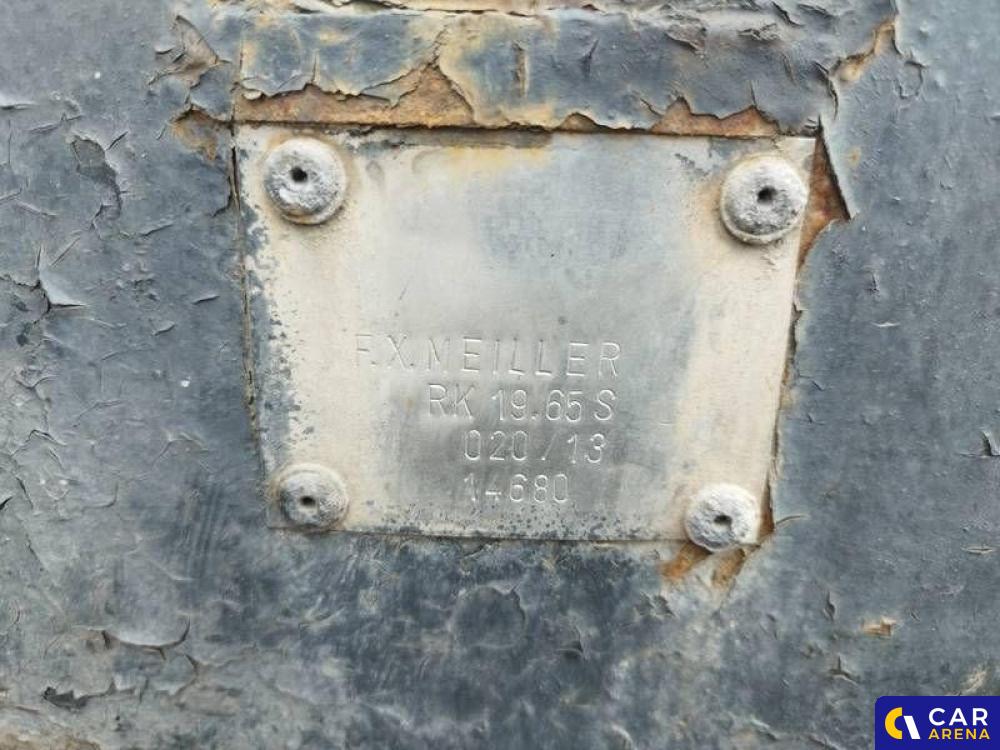 F.X.MEILLER
RK 19.65 S
020/13
14680
CAR
ARENA